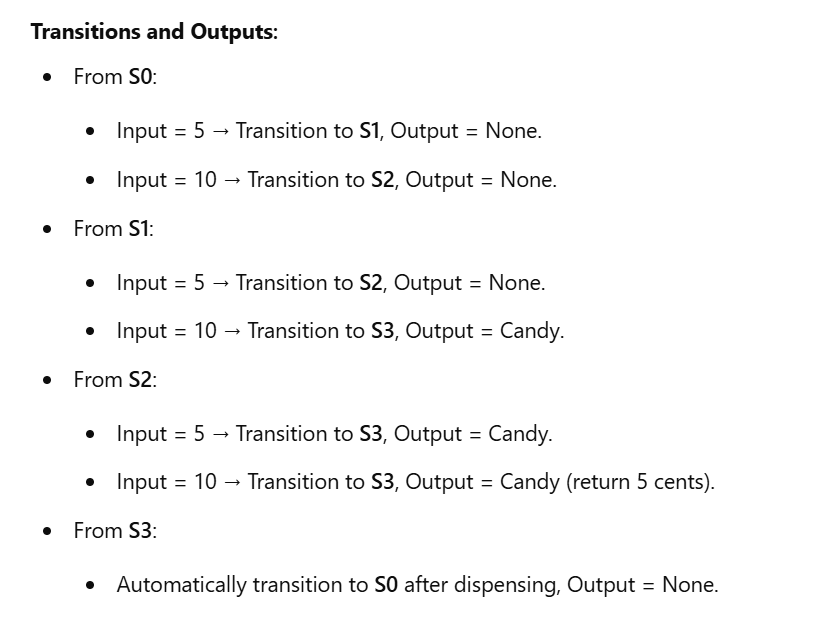 Transitions and Outputs:
• From S0:
• Input = 5 → Transition to S1, Output = None.
• Input = 10 → Transition to S2, Output = None.
• From S1:
• Input = 5 → Transition to S2, Output = None.
• Input = 10 → Transition to S3, Output = Candy.
• From S2:
• Input = 5 → Transition to S3, Output = Candy.
• Input = 10 → Transition to S3, Output = Candy (return 5 cents).
• From S3:
• Automatically transition to S0 after dispensing, Output = None.